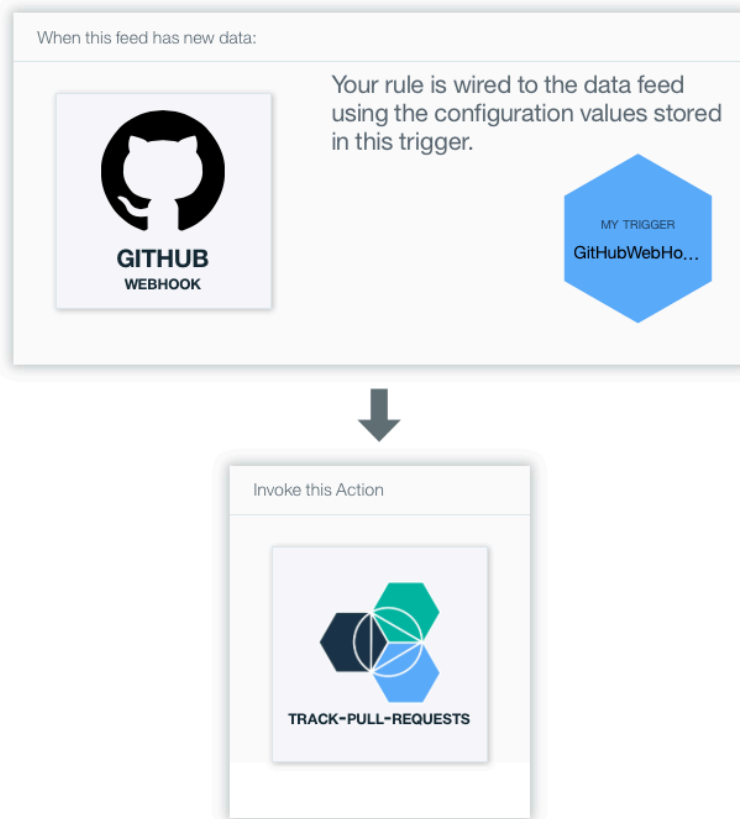 When this feed has new data:
Your rule is wired to the data feed
using the configuration values stored
in this trigger.
GITHUB
WEBHOOK
MY TRIGGER
GitHubWebHo...
Invoke this Action
TRACK-PULL-REQUESTS